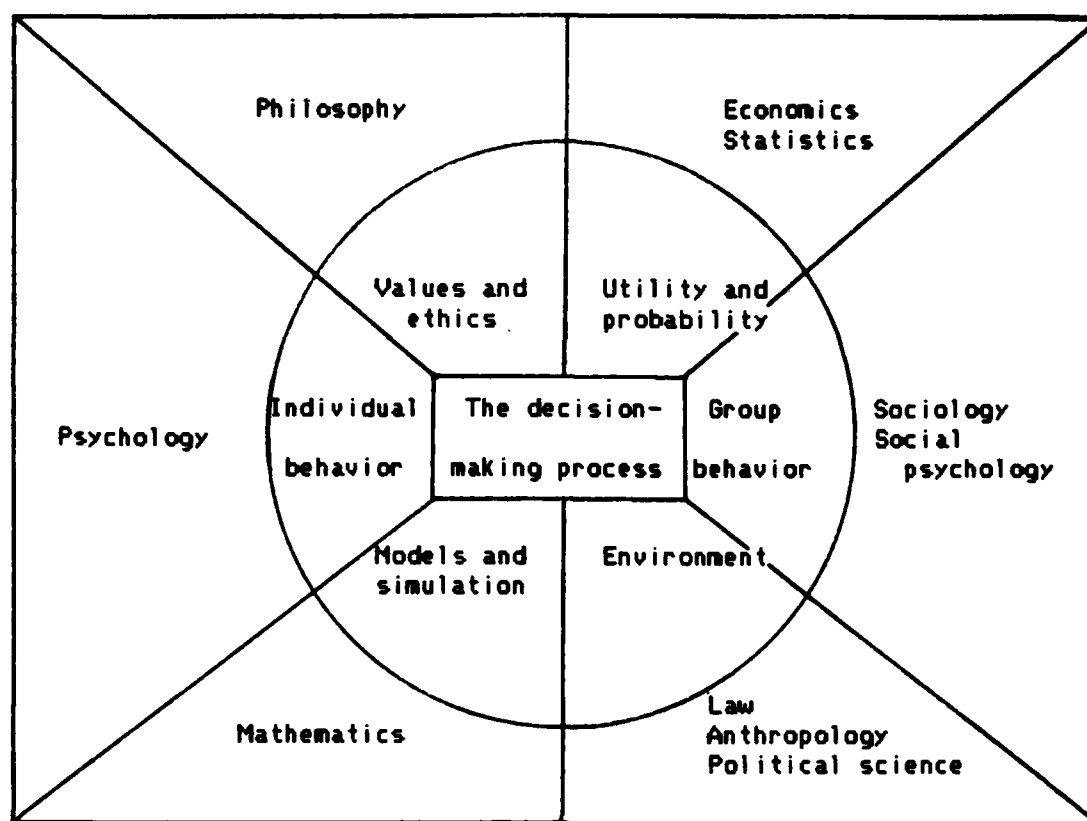 Philosophy
Economics
Statistics
Values and
ethics
Utility and
probability
Psychology
Individual
behavior
The decision-
making process
Group
behavior
Sociology
Social
psychology
Models and
simulation
Environment
Mathematics
Law
Anthropology
Political science